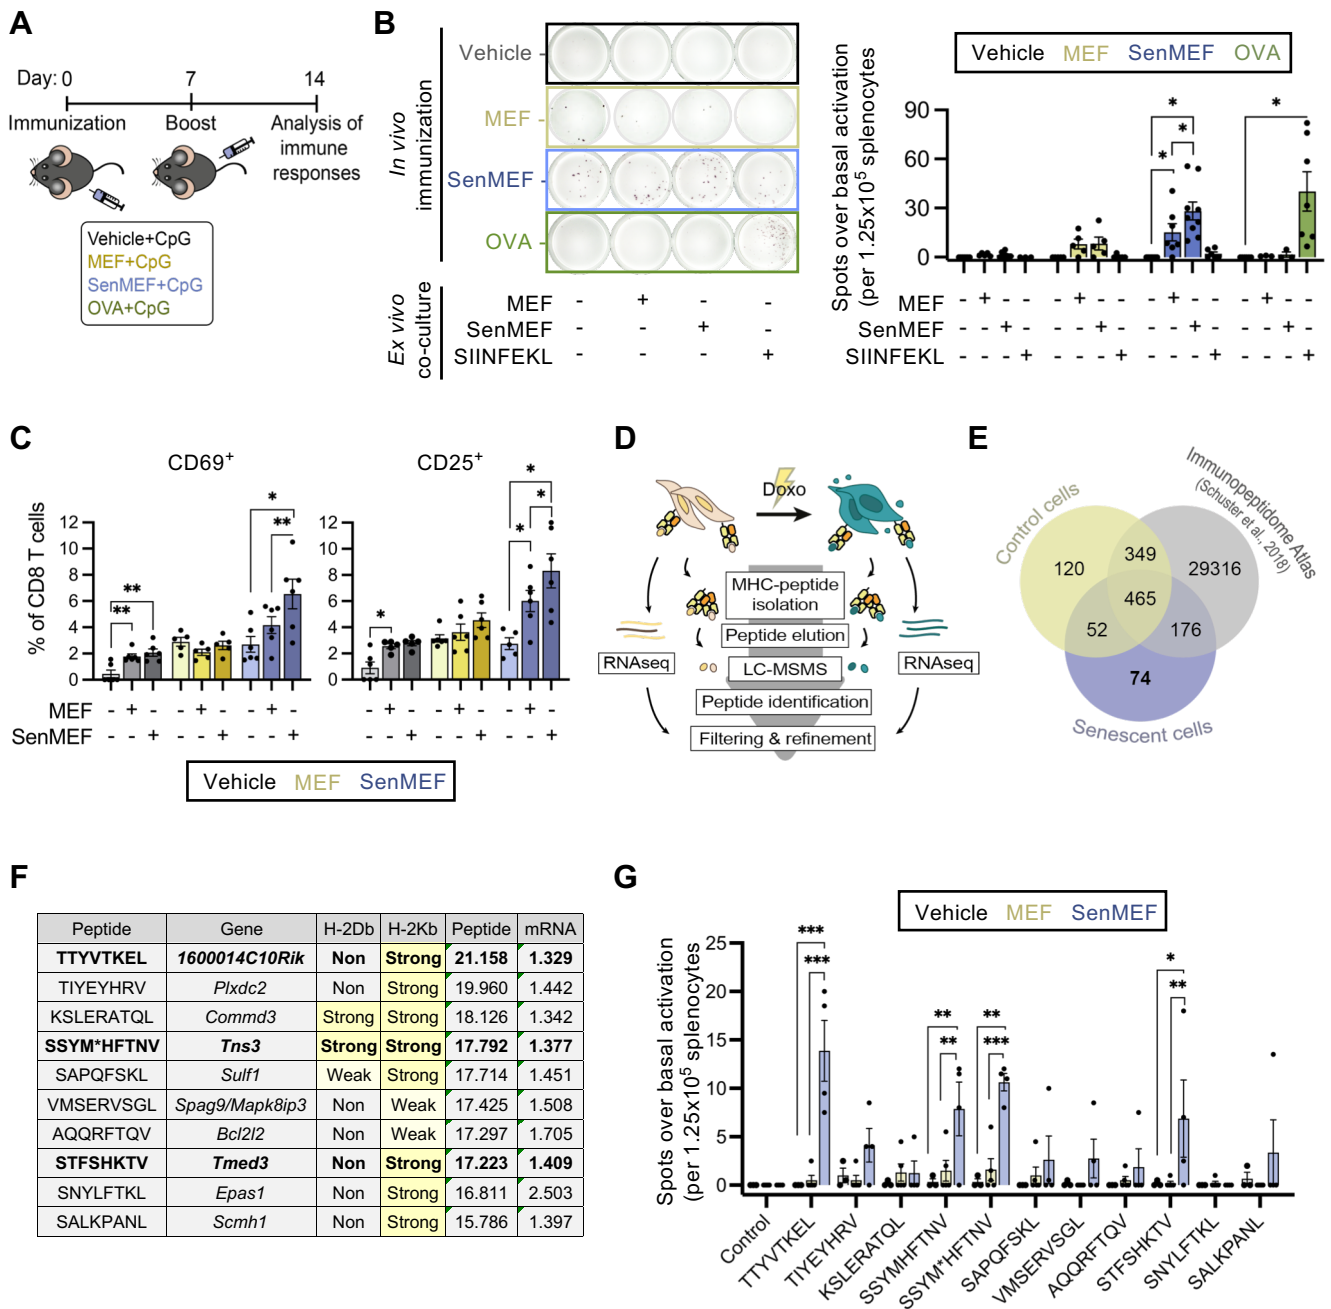 A
Day: 0 7 14
Immunization Boost Analysis of
immune
responses
Vehicle+CpG
MEF+CpG
SenMEF+CpG
OVA+CpG
B
In vivo
immunization
Vehicle -
MEF -
SenMEF -
OVA -
Ex vivo
co-culture
MEF - + - -
SenMEF - - + -
SIINFEKL - - - +
Vehicle MEF SenMEF OVA
Spots over basal activation
(per 1.25x10⁵ splenocytes
90
60
30
0
* * * *
MEF - + - - - + - - - + - - - + - -
SenMEF - - + - - - + - - - + - - - + -
SIINFEKL - - - + - - - + - - - + - - - +
C
CD69⁺
CD25⁺
% of CD8 T cells
12
10
8
6
4
2
0
** ** * **
12
10
8
6
4
2
0
* * * *
MEF - + - - + - - + - - + - - + - - + -
SenMEF - - + - - + - - + - - + - - + - - +
Vehicle MEF SenMEF
D
Doxo
MHC-peptide
isolation
Peptide elution
RNAseq LC-MSMS RNAseq
Peptide identification
Filtering & refinement
E
Control cells
Immunopeptidome Atlas
(Schuster et al., 2018)
120 349 29316
465
52 176
74
Senescent cells
F
Peptide Gene H-2Db H-2Kb Peptide mRNA
TTYVTKEL 1600014C10Rik Non Strong 21.158 1.329
TIYEYHRV Plxdc2 Non Strong 19.960 1.442
KSLERATQL Commd3 Strong Strong 18.126 1.342
SSYM*HFTNV Tns3 Strong Strong 17.792 1.377
SAPQFSKL Sulf1 Weak Strong 17.714 1.451
VMSERVSGL Spag9/Mapk8ip3 Non Weak 17.425 1.508
AQQRFTQV Bcl2l2 Non Weak 17.297 1.705
STFSHKTV Tmed3 Non Strong 17.223 1.409
SNYLFTKL Epas1 Non Strong 16.811 2.503
SALKPANL Scmh1 Non Strong 15.786 1.397
G
Vehicle MEF SenMEF
Spots over basal activation
(per 1.25x10⁵ splenocytes)
25
20
15
10
5
0
*** *** ** ** ** *** * **
Control
TTYVTKEL
TIYEYHRV
KSLERATQL
SSYMHFTNV
SSYM*HFTNV
SAPQFSKL
VMSERVSGL
AQQRFTQV
STFSHKTV
SNYLFTKL
SALKPANL